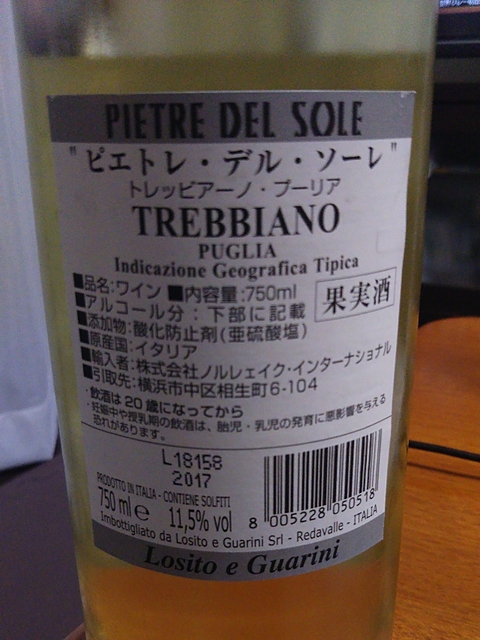 PIETRE DEL SOLE
"ピエトレ・デル・ソーレ"
トレッビアーノ・プーリア
TREBBIANO
PUGLIA
Indicazione Geografica Tipica
■品名:ワイン ■内容量:750ml
■アルコール分:下部に記載
果実酒
■添加物:酸化防止剤(亜硫酸塩)
■原産国:イタリア
■輸入者:株式会社ノルレェイク・インターナショナル
■引取先:横浜市中区相生町6-104
・飲酒は20歳になってから
・妊娠中や授乳期の飲酒は、胎児・乳児の発育に悪影響を与える
恐れがあります。
L18158
2017
PRODOTTO IN ITALIA - CONTIENE SOLFITI
750 ml e 11,5% vol
8 005228 050518
Imbottigliato da Losito e Guarini Srl - Redavalle - ITALIA
Losito e Guarini